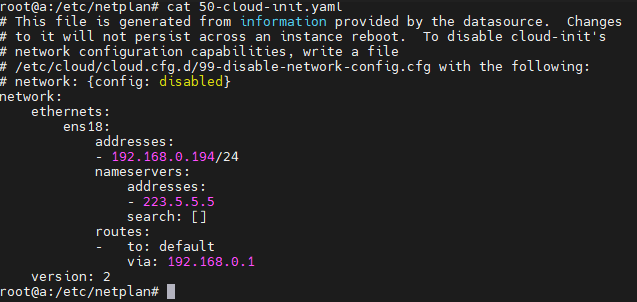 root@a:/etc/netplan# cat 50-cloud-init.yaml
# This file is generated from information provided by the datasource.  Changes
# to it will not persist across an instance reboot.  To disable cloud-init's
# network configuration capabilities, write a file
# /etc/cloud/cloud.cfg.d/99-disable-network-config.cfg with the following:
# network: {config: disabled}
network:
    ethernets:
        ens18:
            addresses:
            - 192.168.0.194/24
            nameservers:
                addresses:
                - 223.5.5.5
                search: []
            routes:
            -   to: default
                via: 192.168.0.1
    version: 2
root@a:/etc/netplan#